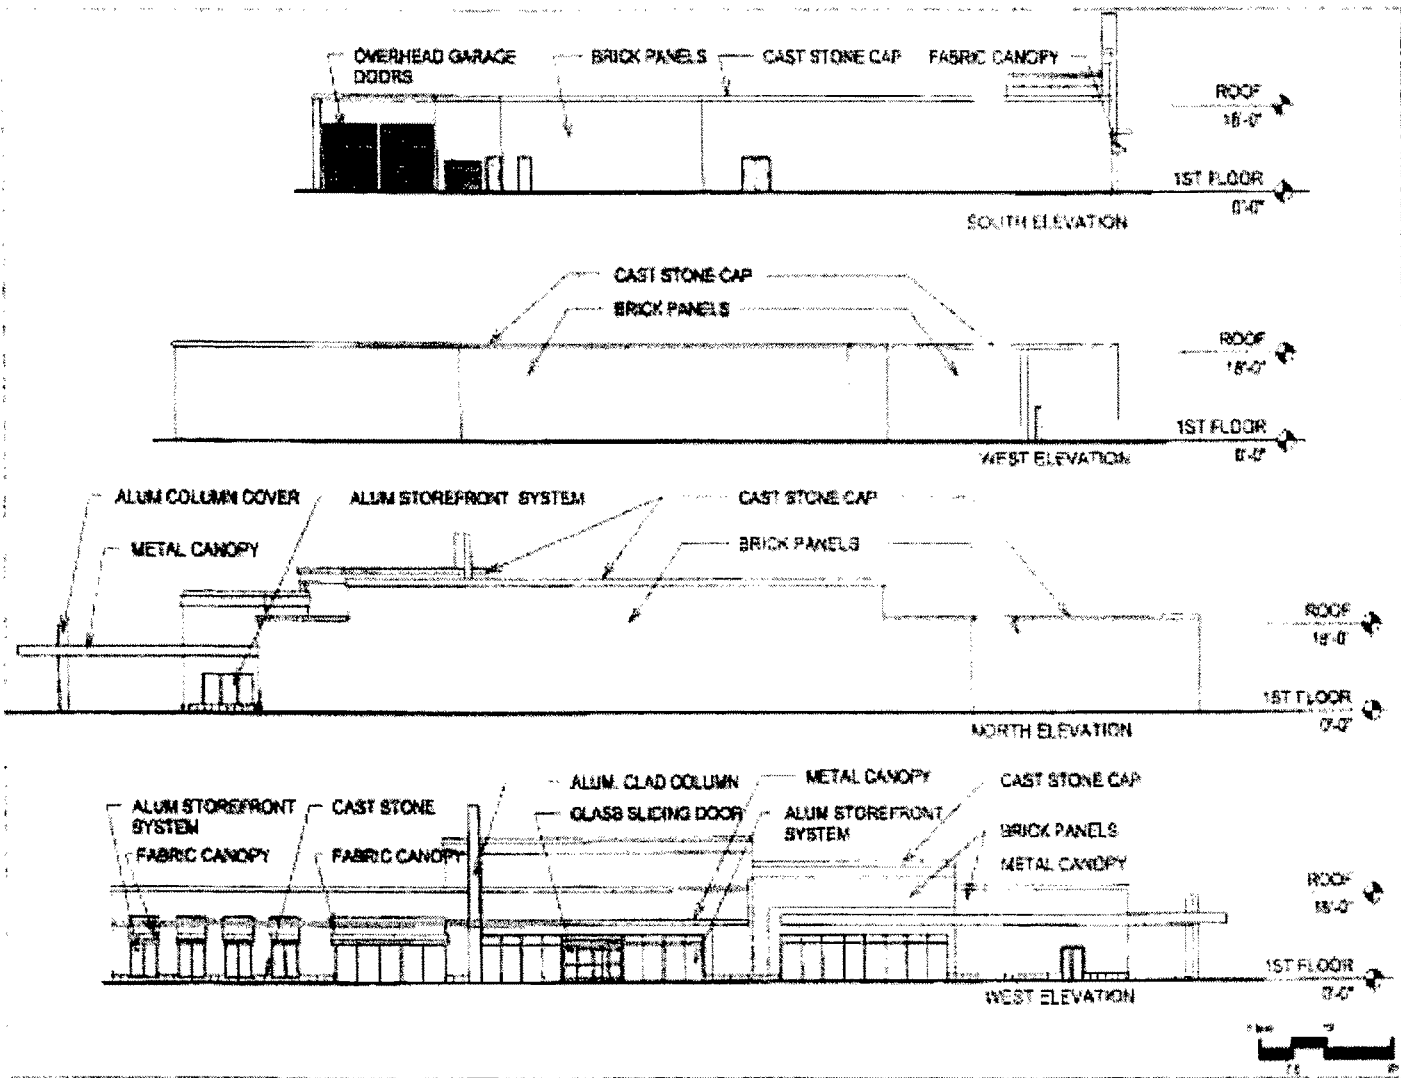 OVERHEAD GARAGE
DOORS
BRICK PANELS
CAST STONE CAP
FABRIC CANOPY
ROOF
18'-0"
1ST FLOOR
0'-0"
SOUTH ELEVATION
CAST STONE CAP
BRICK PANELS
ROOF
18'-0"
1ST FLOOR
0'-0"
WEST ELEVATION
ALUM COLUMN COVER
ALUM STOREFRONT SYSTEM
CAST STONE CAP
METAL CANOPY
BRICK PANELS
ROOF
18'-0"
1ST FLOOR
0'-0"
NORTH ELEVATION
ALUM STOREFRONT
SYSTEM
CAST STONE
ALUM. CLAD COLUMN
METAL CANOPY
CAST STONE CAP
GLASS SLIDING DOOR
ALUM STOREFRONT
SYSTEM
BRICK PANELS
FABRIC CANOPY
FABRIC CANOPY
METAL CANOPY
ROOF
18'-0"
1ST FLOOR
0'-0"
WEST ELEVATION